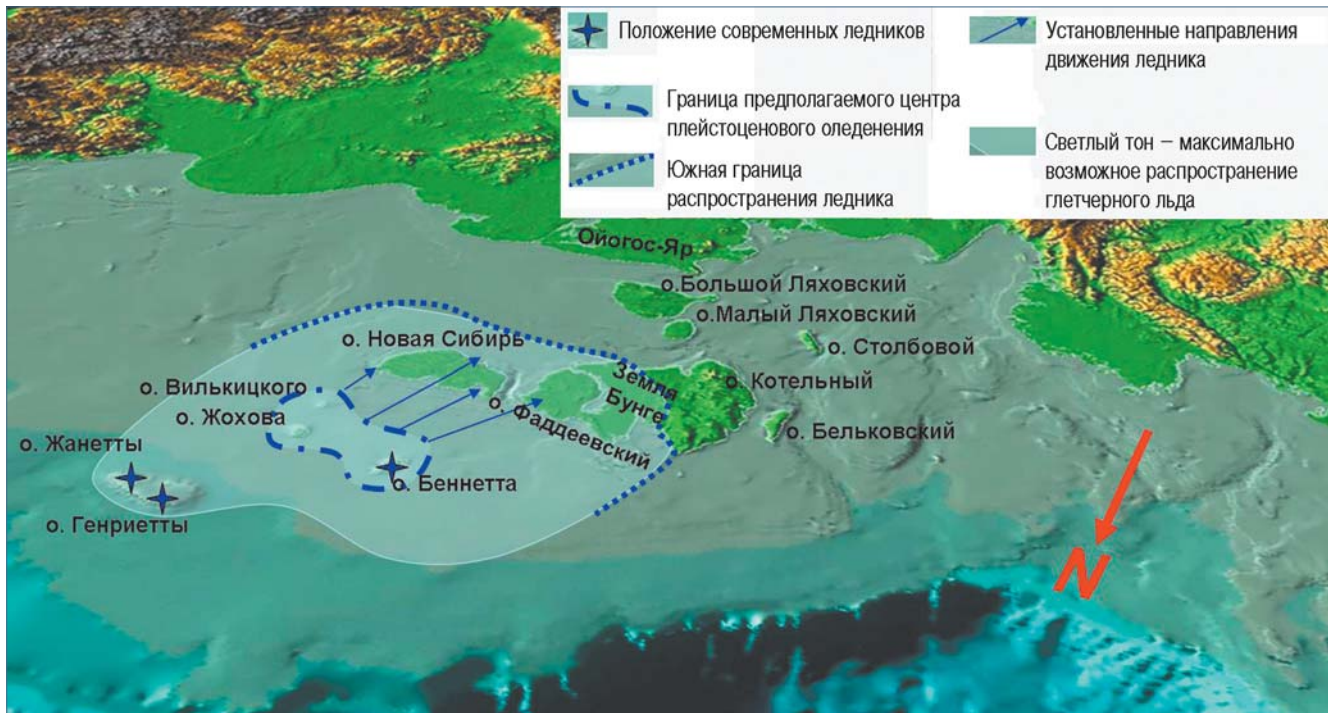 Положение современных ледников
Граница предполагаемого центра
плейстоценового оледенения
Южная граница
распространения ледника
Установленные направления
движения ледника
Светлый тон – максимально
возможное распространение
глетчерного льда
Ойогос-Яр
о.Большой Ляховский
о.Малый Ляховский
о. Столбовой
о. Новая Сибирь
Земля
Бунге
о. Котельный
о. Вилькицкого
о. Жохова
о. Фаддеевский
о. Бельковский
о. Жанетты
о. Беннетта
о. Генриетты
N